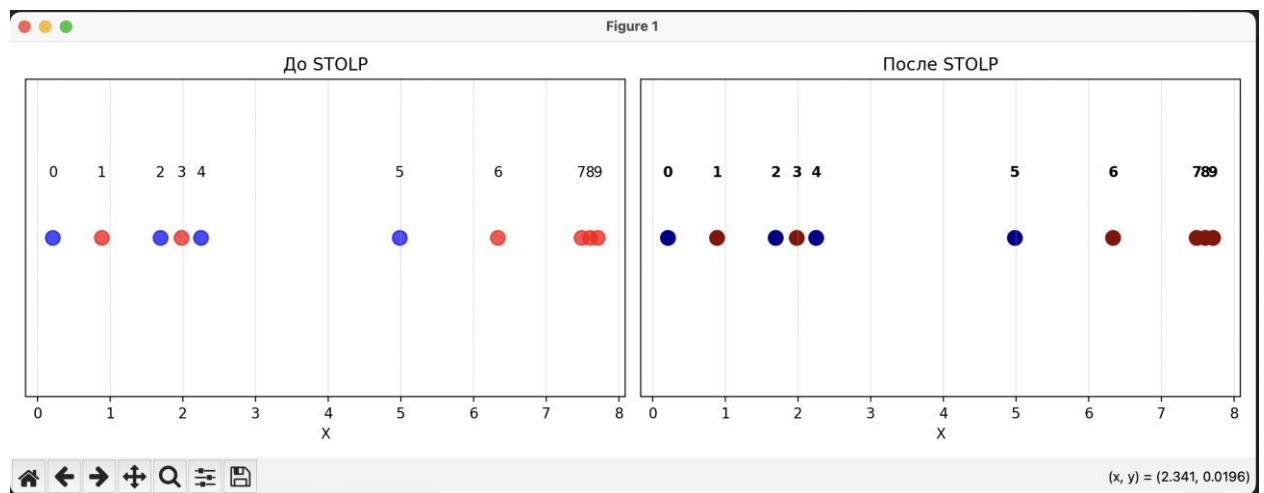 Figure 1
До STOLP
0 1 2 3 4 5 6 789
0 1 2 3 4 5 6 7 8
X
После STOLP
0 1 2 3 4 5 6 789
0 1 2 3 4 5 6 7 8
X
(x, y) = (2.341, 0.0196)